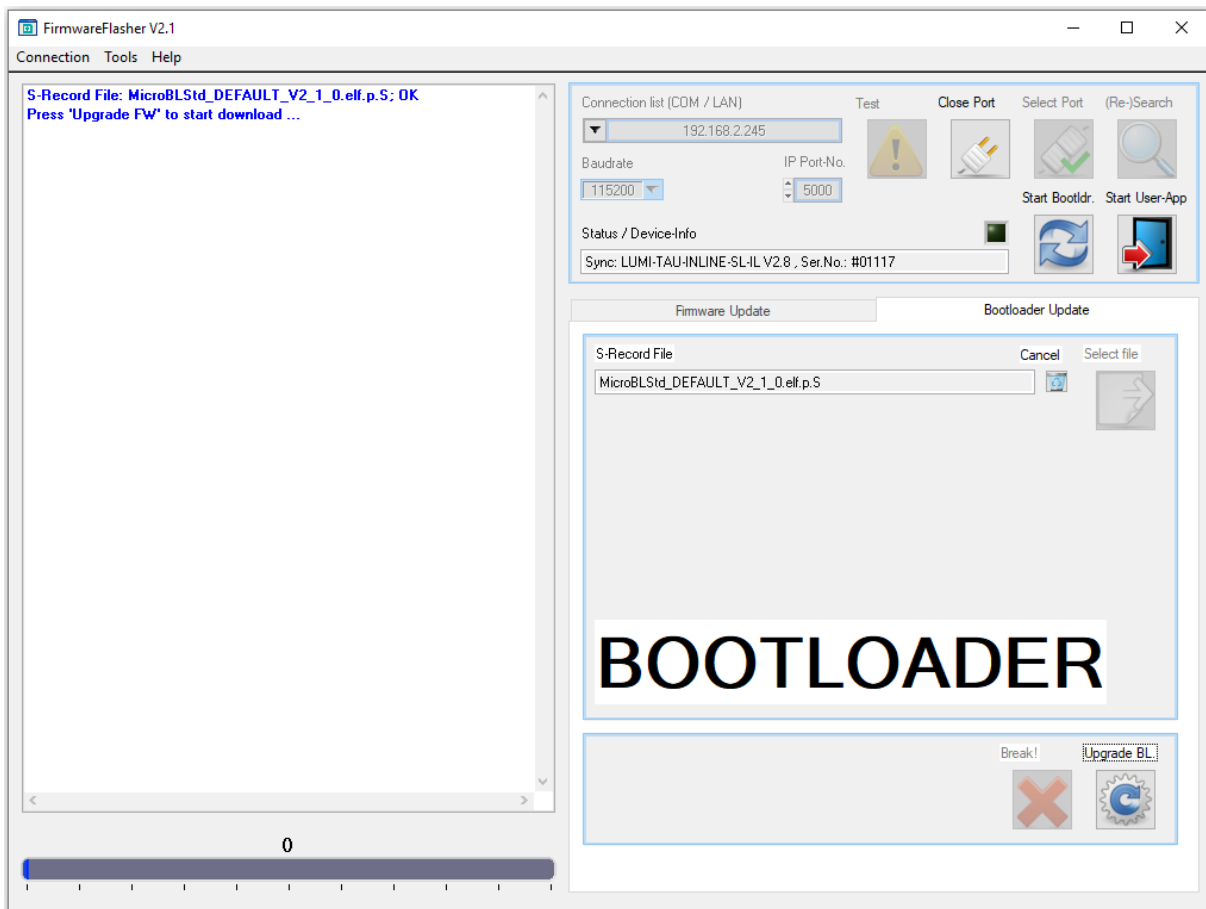 FirmwareFlasher V2.1
Connection Tools Help
S-Record File: MicroBLStd_DEFAULT_V2_1_0.elf.p.S; OK
Press 'Upgrade FW' to start download ...
0
Connection list (COM / LAN)
Test
Close Port
Select Port
(Re-)Search
192.168.2.245
Baudrate
IP Port-No.
115200
5000
Start Bootldr.
Start User-App
Status / Device-Info
Sync: LUMI-TAU-INLINE-SL-IL V2.8 , Ser.No.: #01117
Firmware Update
Bootloader Update
S-Record File
Cancel
Select file
MicroBLStd_DEFAULT_V2_1_0.elf.p.S
BOOTLOADER
Break!
Upgrade BL.